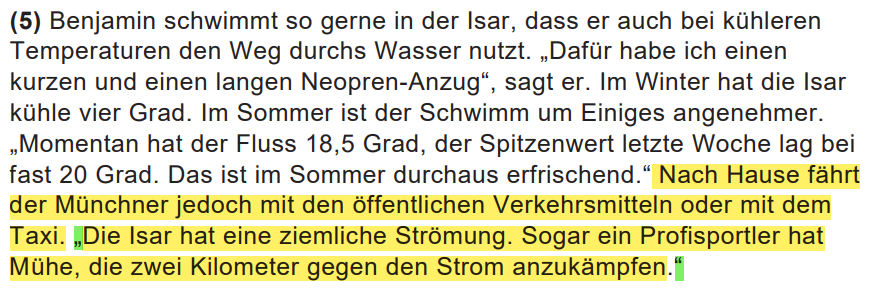 (5) Benjamin schwimmt so gerne in der Isar, dass er auch bei kühleren
Temperaturen den Weg durchs Wasser nutzt. „Dafür habe ich einen
kurzen und einen langen Neopren-Anzug“, sagt er. Im Winter hat die Isar
kühle vier Grad. Im Sommer ist der Schwimm um Einiges angenehmer.
„Momentan hat der Fluss 18,5 Grad, der Spitzenwert letzte Woche lag bei
fast 20 Grad. Das ist im Sommer durchaus erfrischend.“ Nach Hause fährt
der Münchner jedoch mit den öffentlichen Verkehrsmitteln oder mit dem
Taxi. „Die Isar hat eine ziemliche Strömung. Sogar ein Profisportler hat
Mühe, die zwei Kilometer gegen den Strom anzukämpfen.“